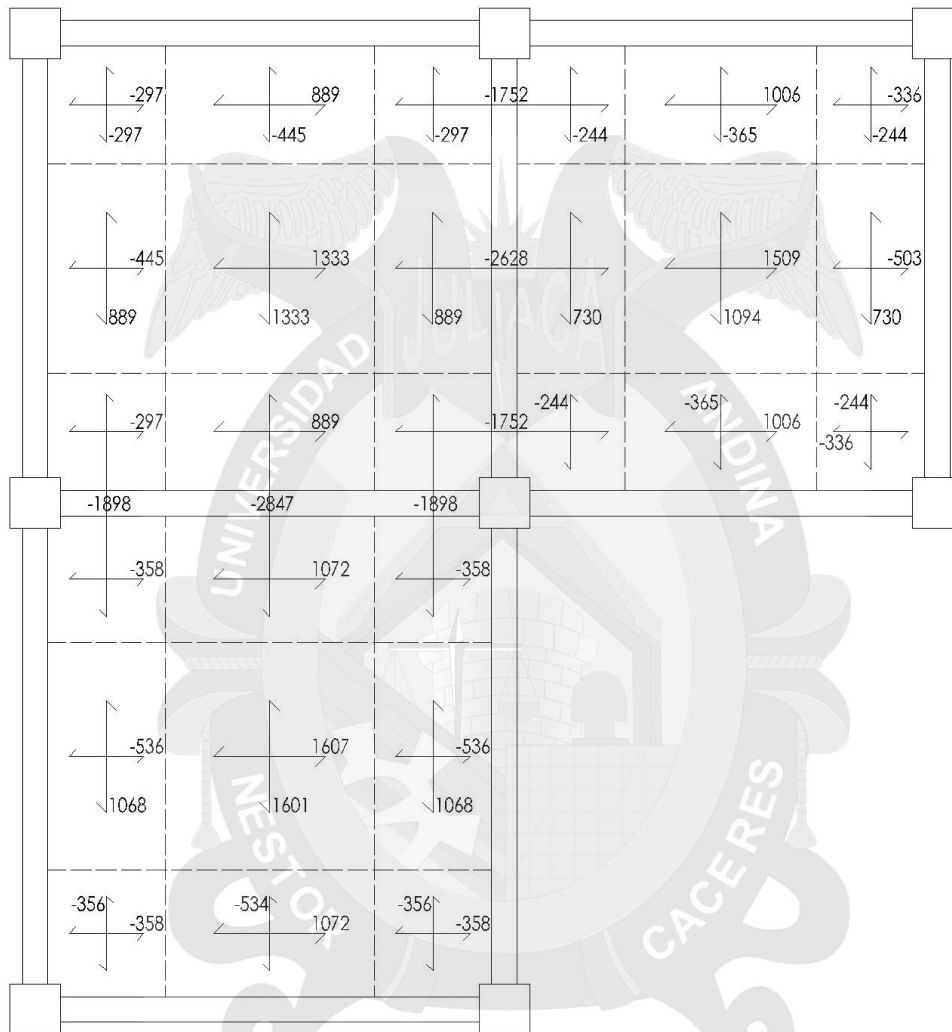 -297 889 -1752 1006 -336
-297 -445 -297 -244 -365 -244
-445 1333 -2628 1509 -503
889 1333 889 730 1094 730
-244 -365 -244
-297 889 -1752 1006 -336
-1898 -2847 -1898
-358 1072 -358
-536 1607 -536
1068 1601 1068
-356 -534 -356
-358 1072 -358
UNIVERSIDAD ANDINA
NESTOR CACERES
JULIACA